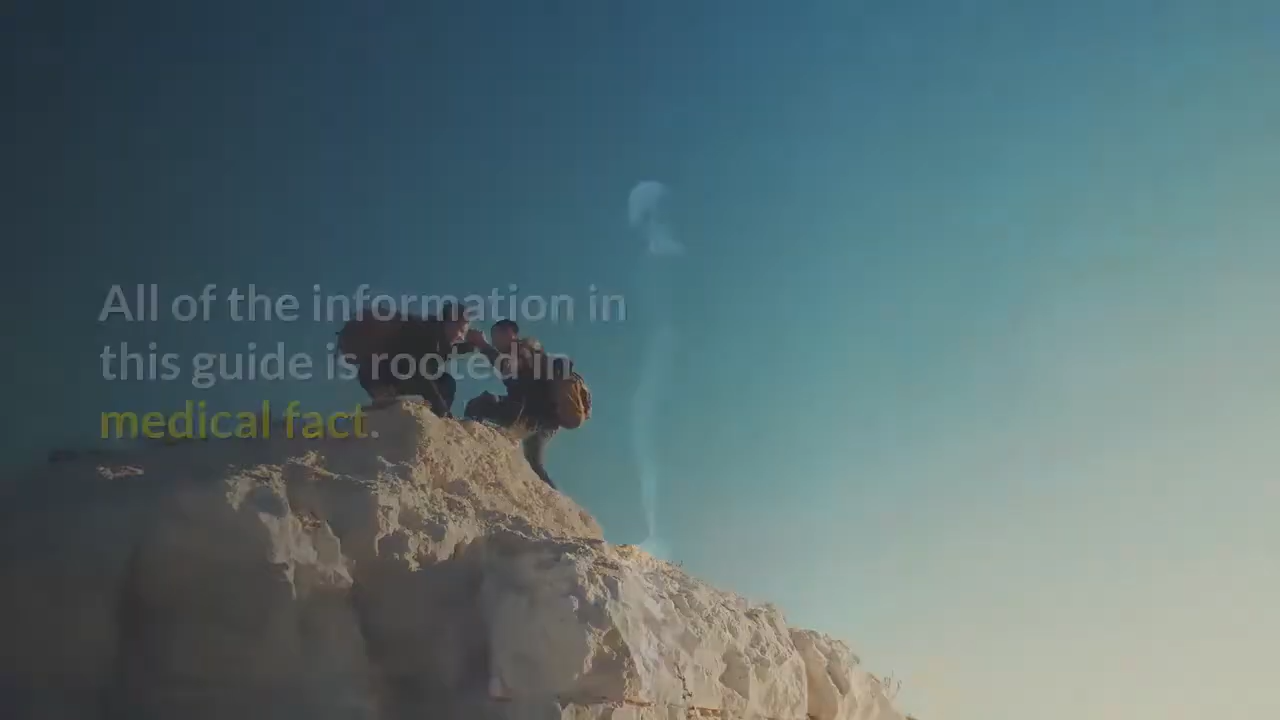 All of the information in
this guide is rooted in
medical fact.